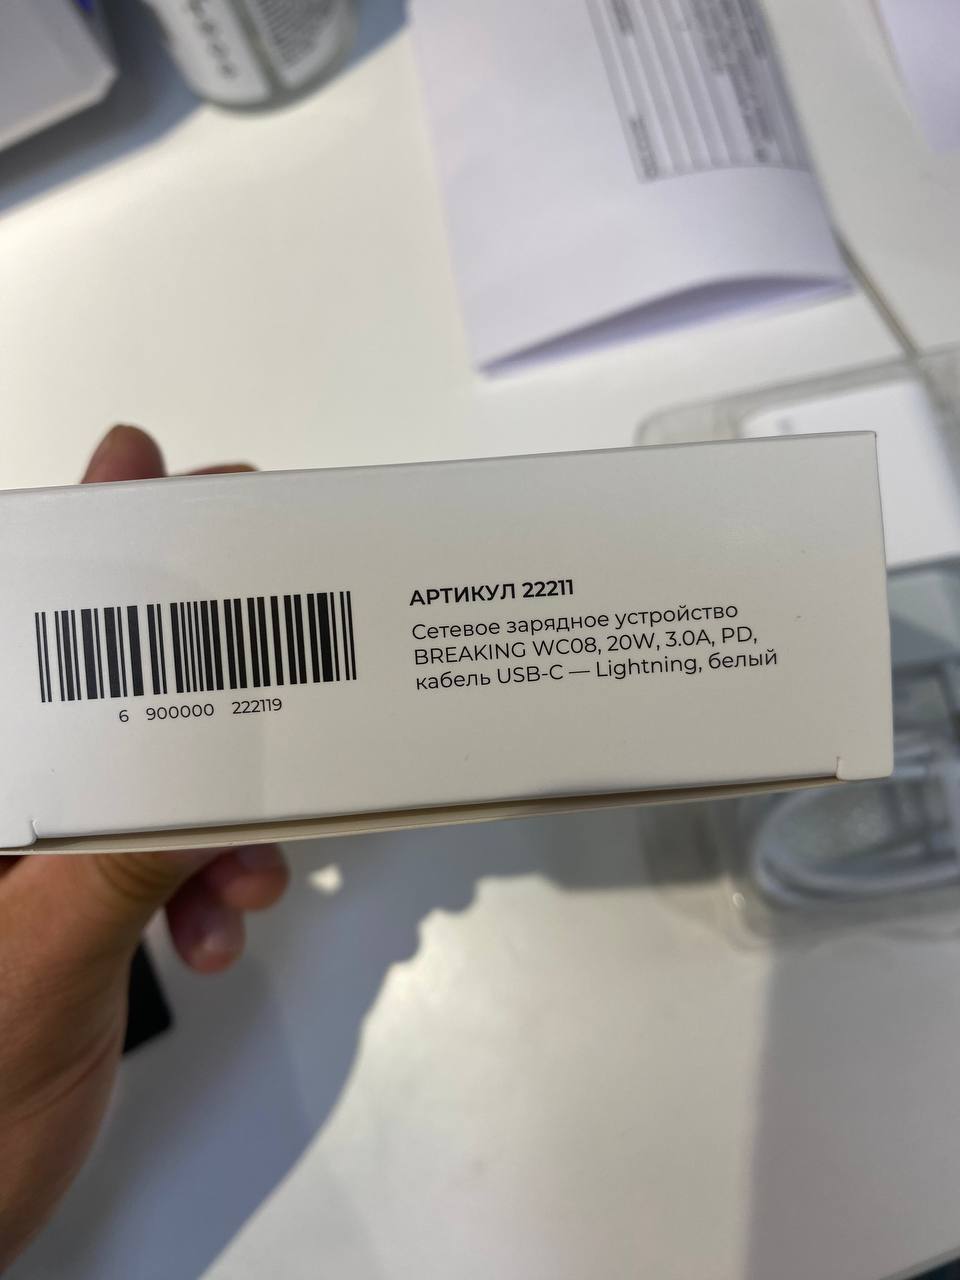 АРТИКУЛ 22211
Сетевое зарядное устройство
BREAKING WC08, 20W, 3.0A, PD,
кабель USB-C — Lightning, белый
6 900000 222119